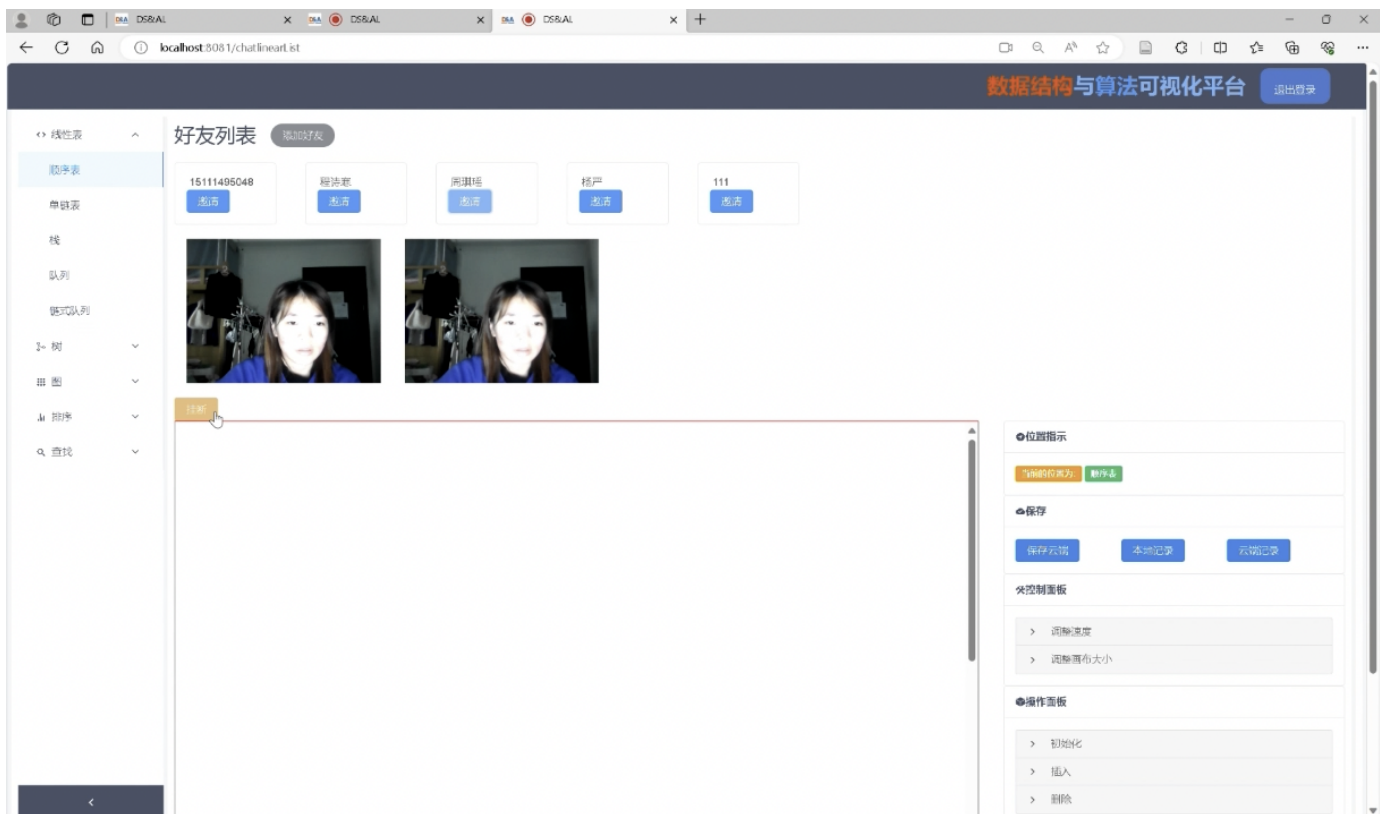 DS&AL
DS&AL
DS&AL
localhost:8081/chatlinearList
数据结构与算法可视化平台
退出登录
线性表
顺序表
单链表
栈
队列
链式队列
树
图
排序
查找
好友列表
添加好友
15111495048
程诗寒
周琪瑶
杨严
111
邀请
邀请
邀请
邀请
邀请
挂断
位置指示
当前的位置为:
顺序表
保存
保存云端
本地记录
云端记录
控制面板
调整速度
调整画布大小
操作面板
初始化
插入
删除